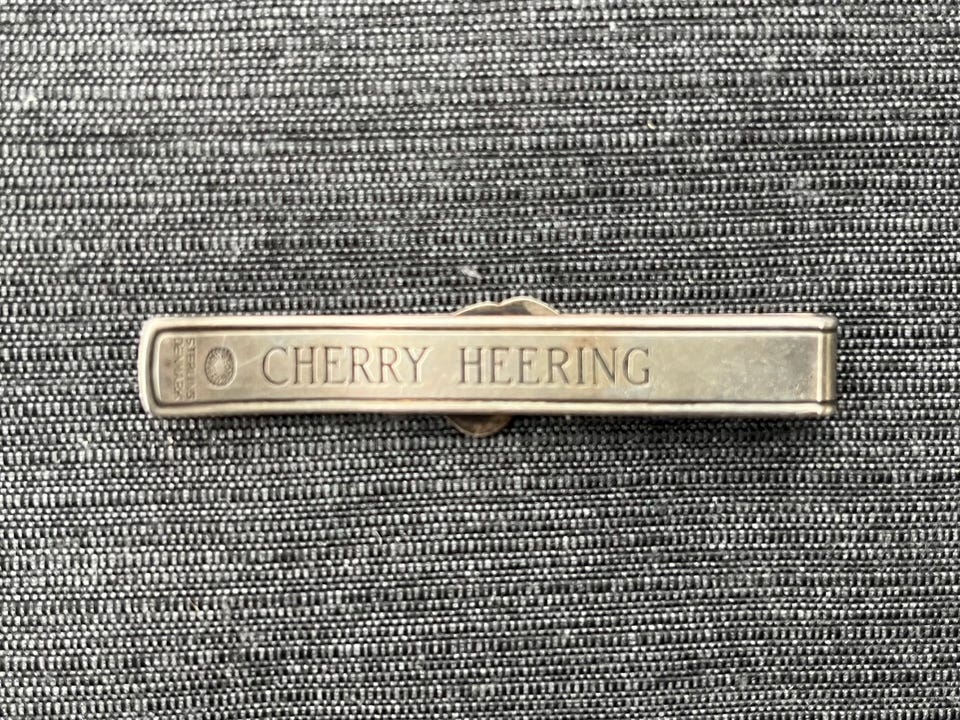 STERLING
DENMARK
CHERRY HEERING